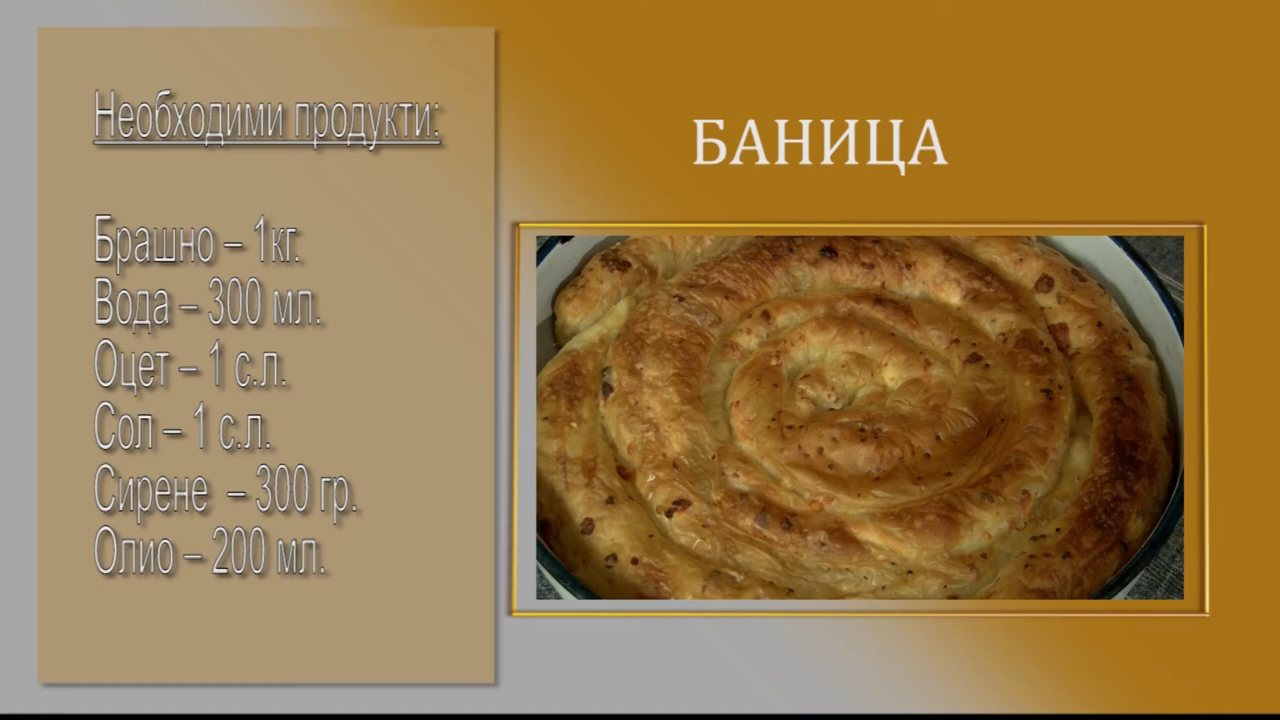 Необходими продукти:
Брашно – 1кг.
Вода – 300 мл.
Оцет – 1 с.л.
Сол – 1 с.л.
Сирене – 300 гр.
Олио – 200 мл.
БАНИЦА